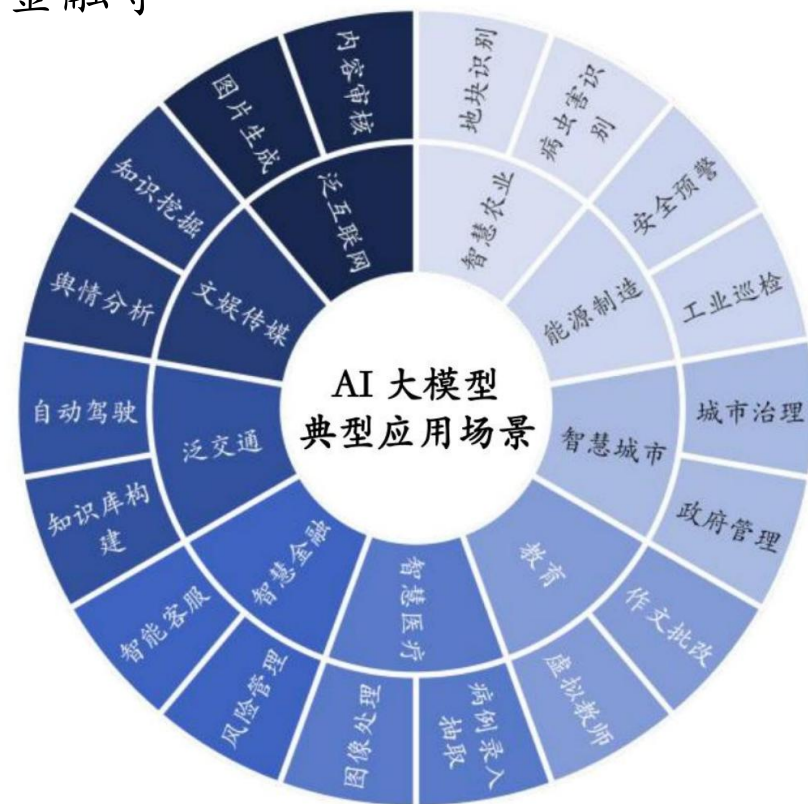 AI 大模型
典型应用场景
智慧农业
地块识别
病虫害识
别
能源制造
安全预警
工业巡检
智慧城市
城市治理
政府管理
教育
作文批改
虚拟教师
智慧医疗
病例录入
抽取
图像处理
智慧金融
风险管理
智能客服
泛交通
知识库构
建
自动驾驶
文娱传媒
舆情分析
知识挖掘
泛互联网
图片生成
内容审核